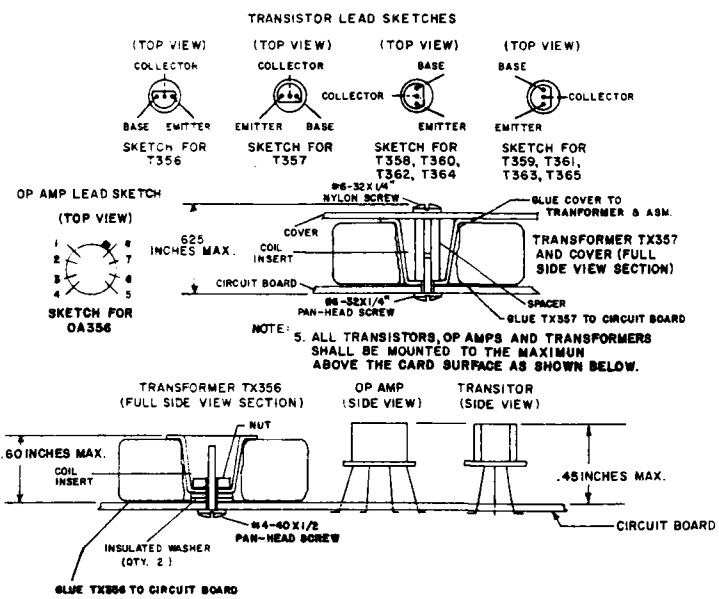 TRANSISTOR LEAD SKETCHES
(TOP VIEW)
COLLECTOR
BASE EMITTER
SKETCH FOR
T356
(TOP VIEW)
COLLECTOR
EMITTER BASE
SKETCH FOR
T357
(TOP VIEW)
BASE
COLLECTOR
EMITTER
SKETCH FOR
T358, T360,
T362, T364
(TOP VIEW)
BASE
COLLECTOR
EMITTER
SKETCH FOR
T359, T361,
T363, T365
OP AMP LEAD SKETCH
(TOP VIEW)
1 8
2 7
3 6
4 5
SKETCH FOR
OA356
.625
INCHES MAX.
#6-32X1/4"
NYLON SCREW
GLUE COVER TO
TRANFORMER & ASM.
COVER
COIL
INSERT
TRANSFORMER TX357
AND COVER (FULL
SIDE VIEW SECTION)
CIRCUIT BOARD
#6-32X1/4"
PAN-HEAD SCREW
SPACER
GLUE TX357 TO CIRCUIT BOARD
NOTE:
5. ALL TRANSISTORS, OP AMPS AND TRANSFORMERS
SHALL BE MOUNTED TO THE MAXIMUN
ABOVE THE CARD SURFACE AS SHOWN BELOW.
TRANSFORMER TX356
(FULL SIDE VIEW SECTION)
OP AMP
(SIDE VIEW)
TRANSITOR
(SIDE VIEW)
NUT
.60 INCHES MAX.
COIL
INSERT
.45 INCHES MAX.
#4-40X1/2
PAN-HEAD SCREW
CIRCUIT BOARD
INSULATED WASHER
(QTY. 2)
GLUE TX356 TO CIRCUIT BOARD